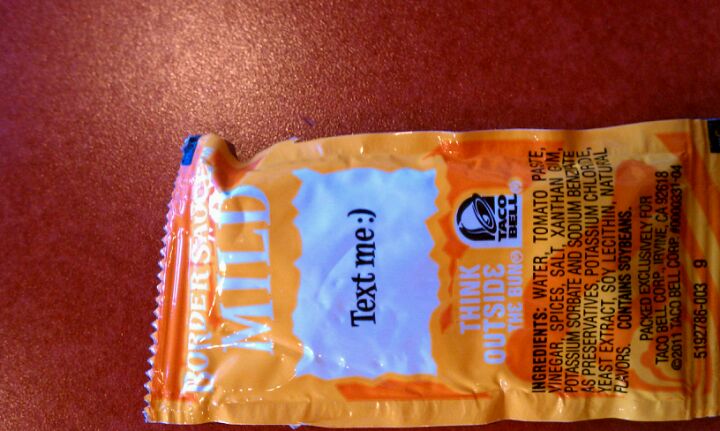 BORDER SAUCE
MILD
Text me:)
THINK
OUTSIDE
THE BUN®
TACO
BELL®
INGREDIENTS: WATER, TOMATO PASTE,
VINEGAR, SPICES, SALT, XANTHAN GUM,
POTASSIUM SORBATE AND SODIUM BENZOATE
AS PRESERVATIVES, POTASSIUM CHLORIDE,
YEAST EXTRACT, SOY LECITHIN, NATURAL
FLAVORS. CONTAINS SOYBEANS.
PACKED EXCLUSIVELY FOR
TACO BELL CORP., IRVINE, CA 92618
©2011 TACO BELL CORP. #0000231-04
5192786-003 9